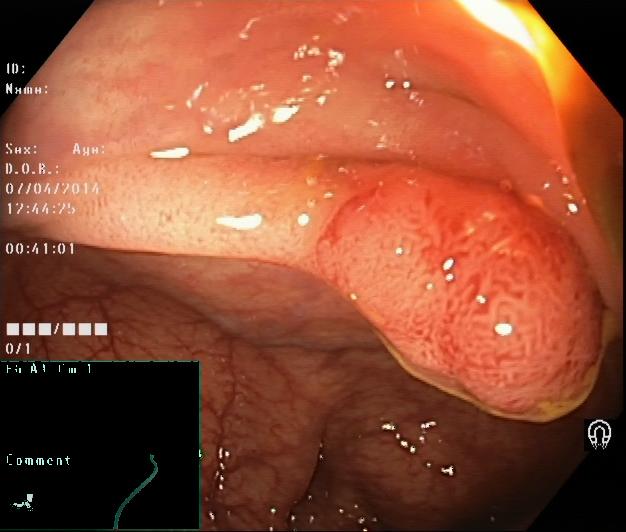 ID:
Name:
Sex: Age:
D.O.B.:
07/04/2014
12:44:25
00:41:01
■■■/■■■
0/1
Comment